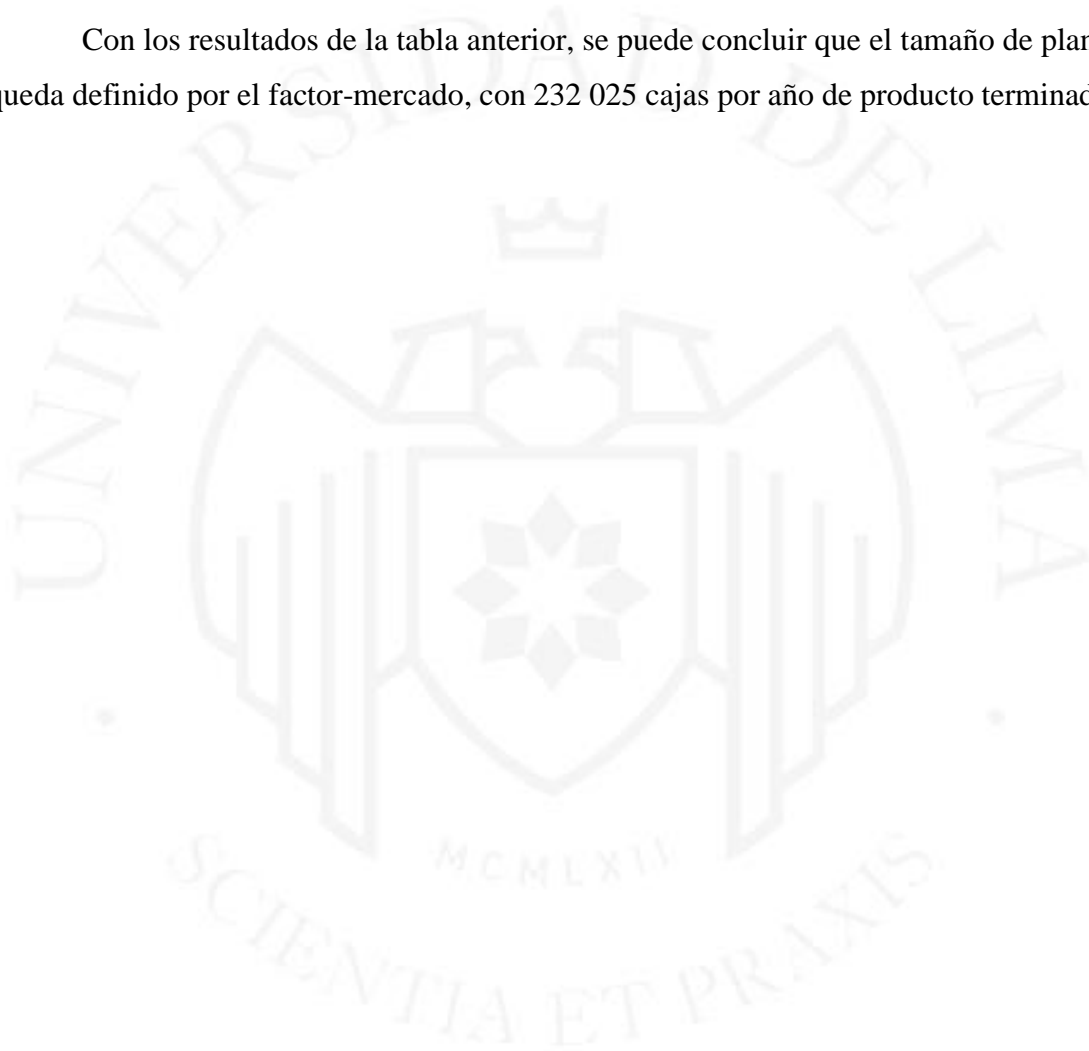 Con los resultados de la tabla anterior, se puede concluir que el tamaño de plan
queda definido por el factor-mercado, con 232 025 cajas por año de producto terminad
UNIVERSIDAD DE LIMA
MCMLXII
SCIENTIA ET PRAXIS